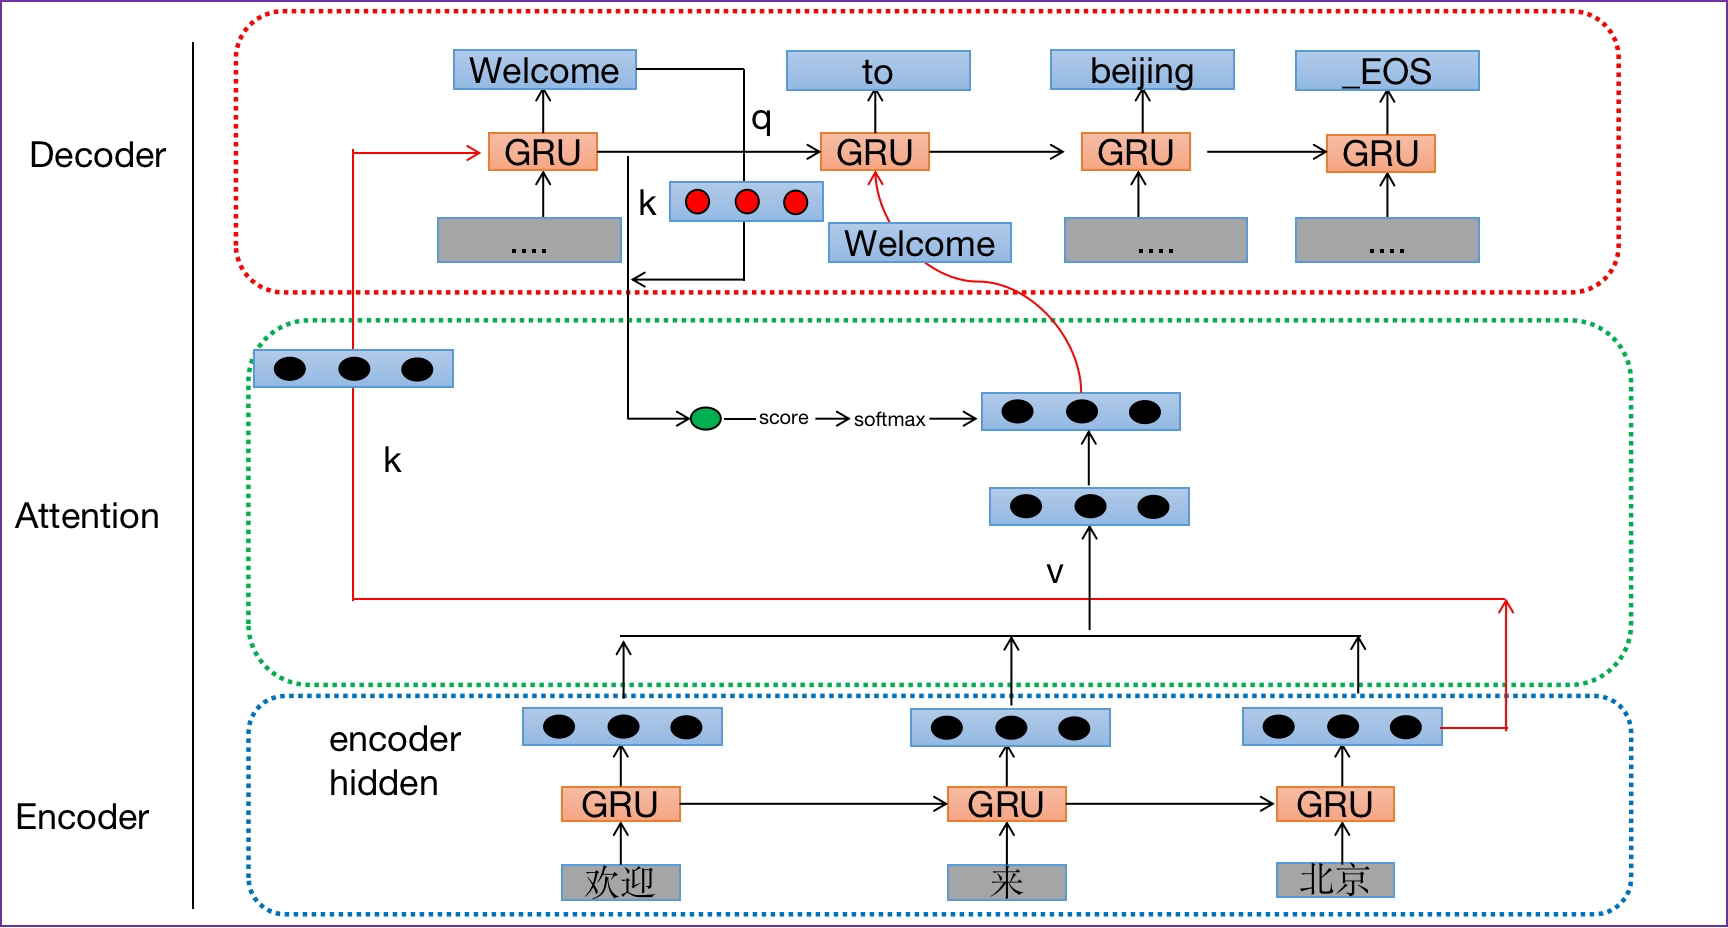 Welcome
to
beijing
_EOS
q
Decoder
GRU
GRU
GRU
GRU
k
....
Welcome
....
....
score
softmax
k
Attention
v
encoder
hidden
Encoder
GRU
GRU
GRU
欢迎
来
北京